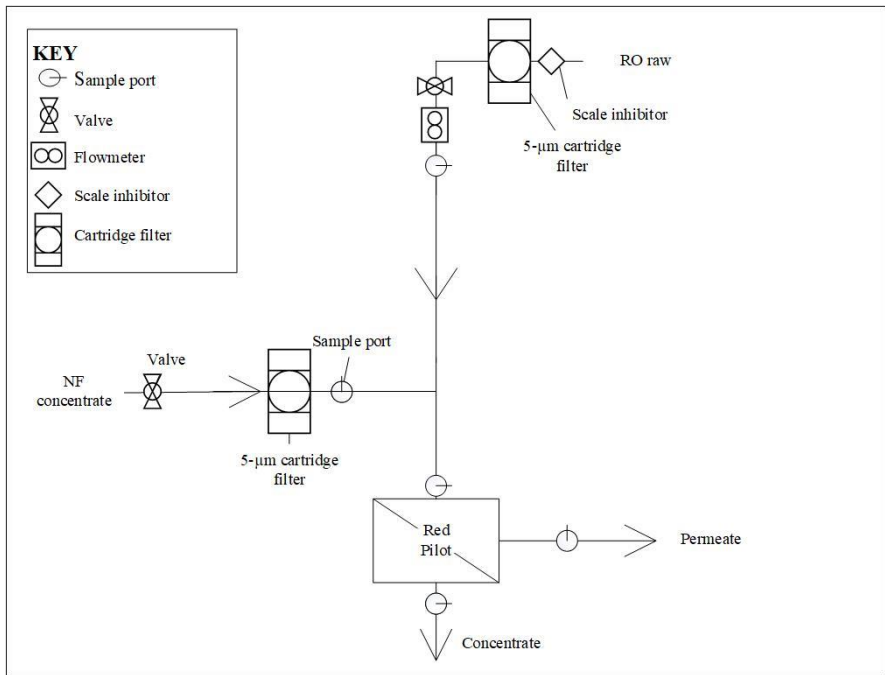 KEY
Sample port
Valve
Flowmeter
Scale inhibitor
Cartridge filter
RO raw
Scale inhibitor
5-µm cartridge
filter
Sample port
Valve
NF
concentrate
5-µm cartridge
filter
Red
Pilot
Permeate
Concentrate